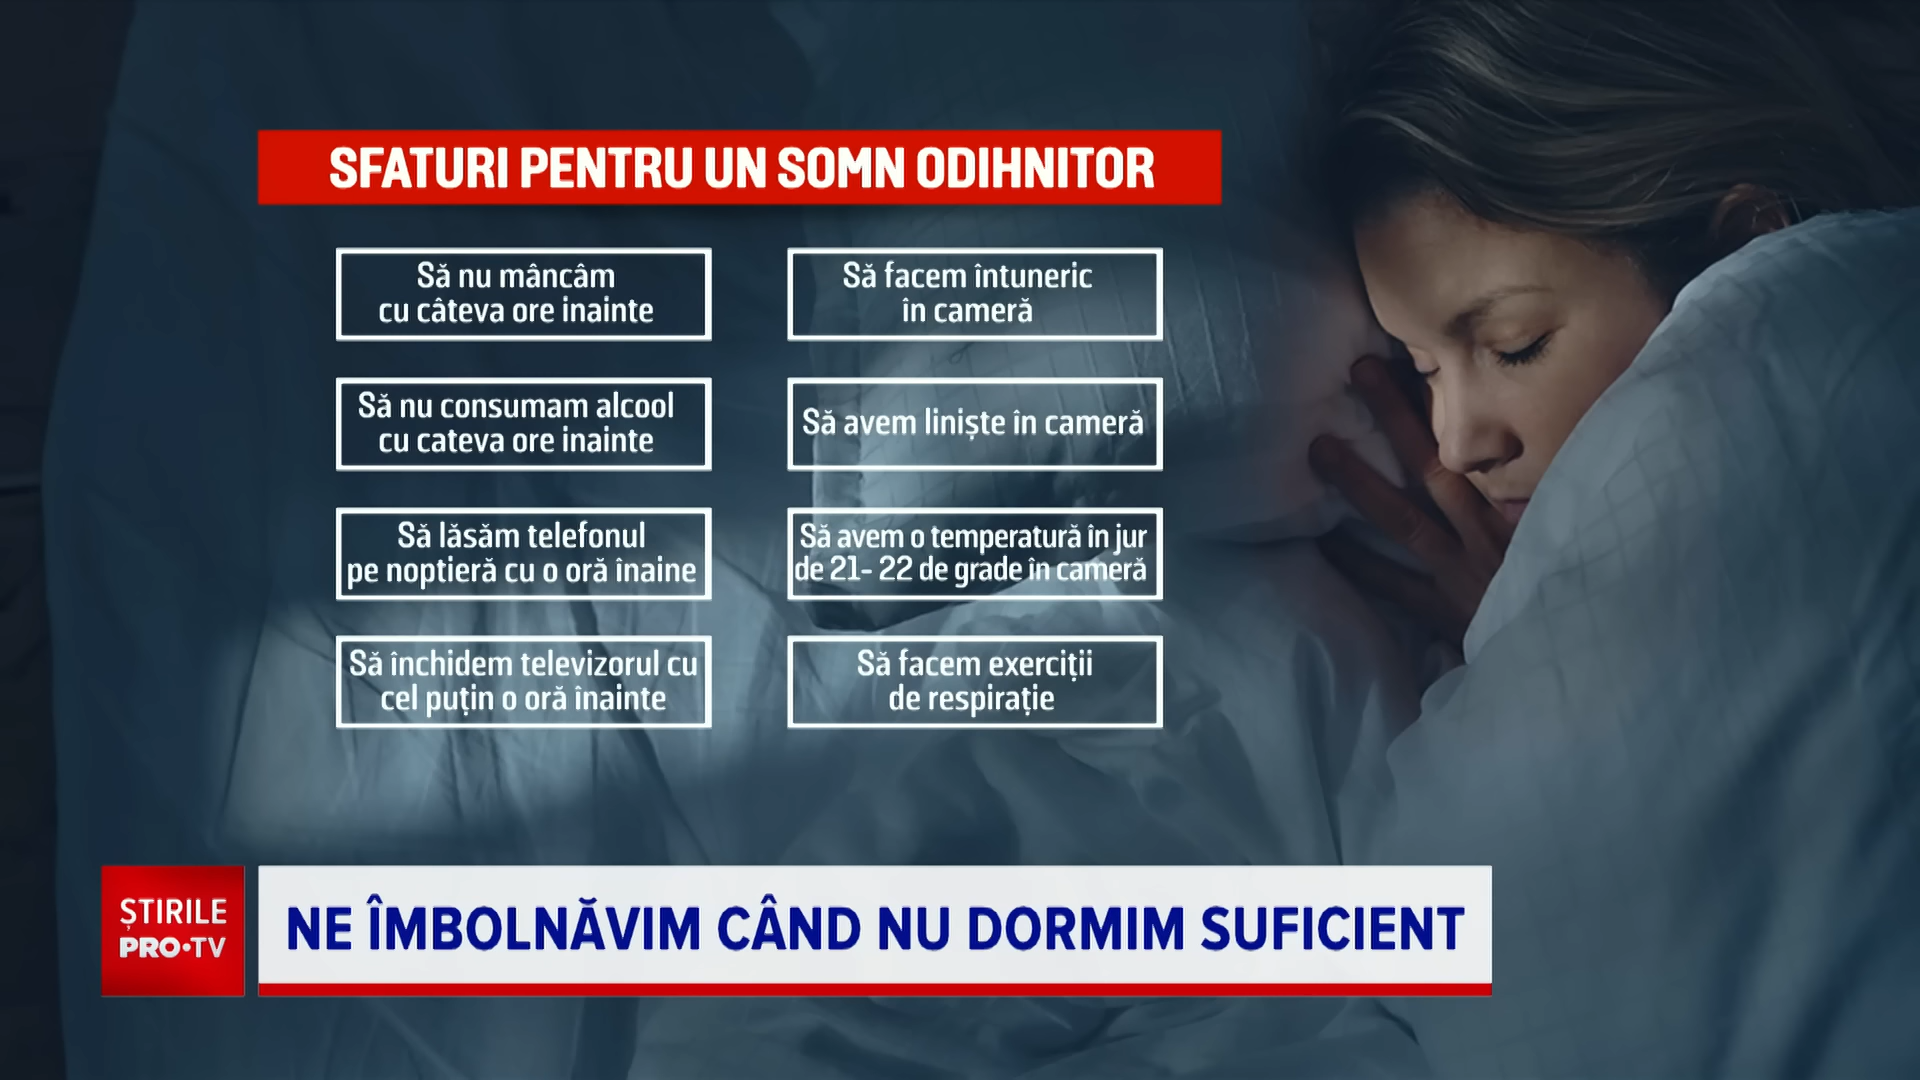 SFATURI PENTRU UN SOMN ODIHNITOR
Să nu mâncâm
cu câteva ore inainte
Să nu consumam alcool
cu cateva ore inainte
Să lăsăm telefonul
pe noptieră cu o oră înaine
Să închidem televizorul cu
cel puțin o oră înainte
Să facem întuneric
în cameră
Să avem liniște în cameră
Să avem o temperatură în jur
de 21- 22 de grade în cameră
Să facem exerciții
de respirație
ȘTIRILE
PRO•TV
NE ÎMBOLNĂVIM CÂND NU DORMIM SUFICIENT